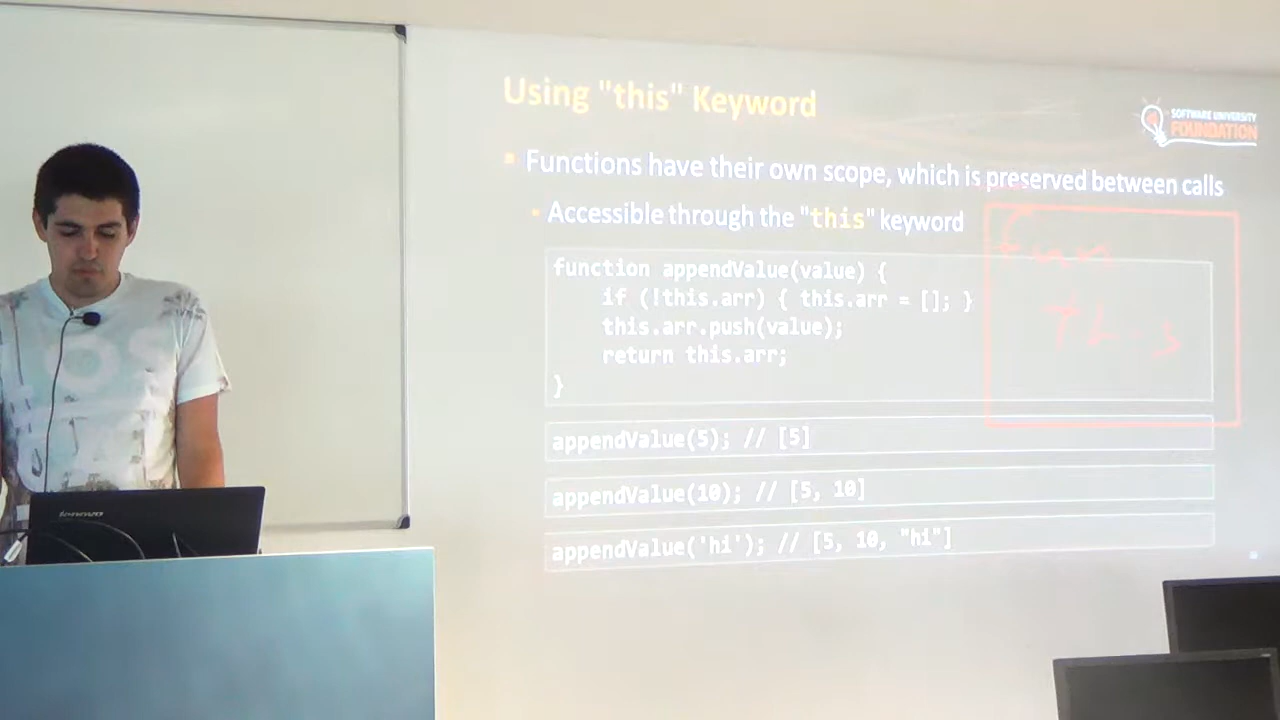 Using "this" Keyword
SOFTWARE UNIVERSITY
FOUNDATION
Functions have their own scope, which is preserved between calls
Accessible through the "this" keyword
function appendValue(value) {
if (!this.arr) { this.arr = []; }
this.arr.push(value);
return this.arr;
}
func
this
appendValue(5); // [5]
appendValue(10); // [5, 10]
appendValue('hi'); // [5, 10, "hi"]
lenovo